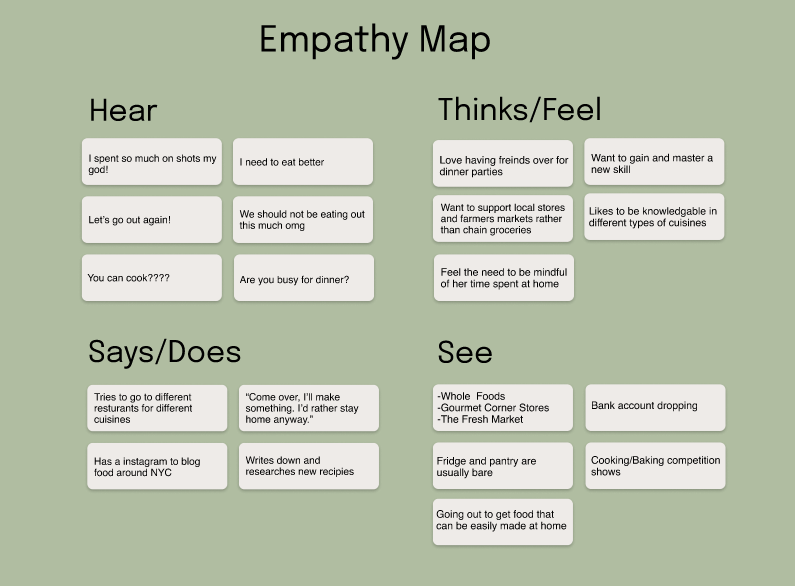 Empathy Map
Hear
I spent so much on shots my
god!
I need to eat better
Let's go out again!
We should not be eating out
this much omg
You can cook????
Are you busy for dinner?
Thinks/Feel
Love having freinds over for
dinner parties
Want to gain and master a
new skill
Want to support local stores
and farmers markets rather
than chain groceries
Likes to be knowledgable in
different types of cuisines
Feel the need to be mindful
of her time spent at home
Says/Does
Tries to go to different
resturants for different
cuisines
“Come over, I'll make
something. I'd rather stay
home anyway.”
Has a instagram to blog
food around NYC
Writes down and
researches new recipies
See
-Whole Foods
-Gourmet Corner Stores
-The Fresh Market
Bank account dropping
Fridge and pantry are
usually bare
Cooking/Baking competition
shows
Going out to get food that
can be easily made at home